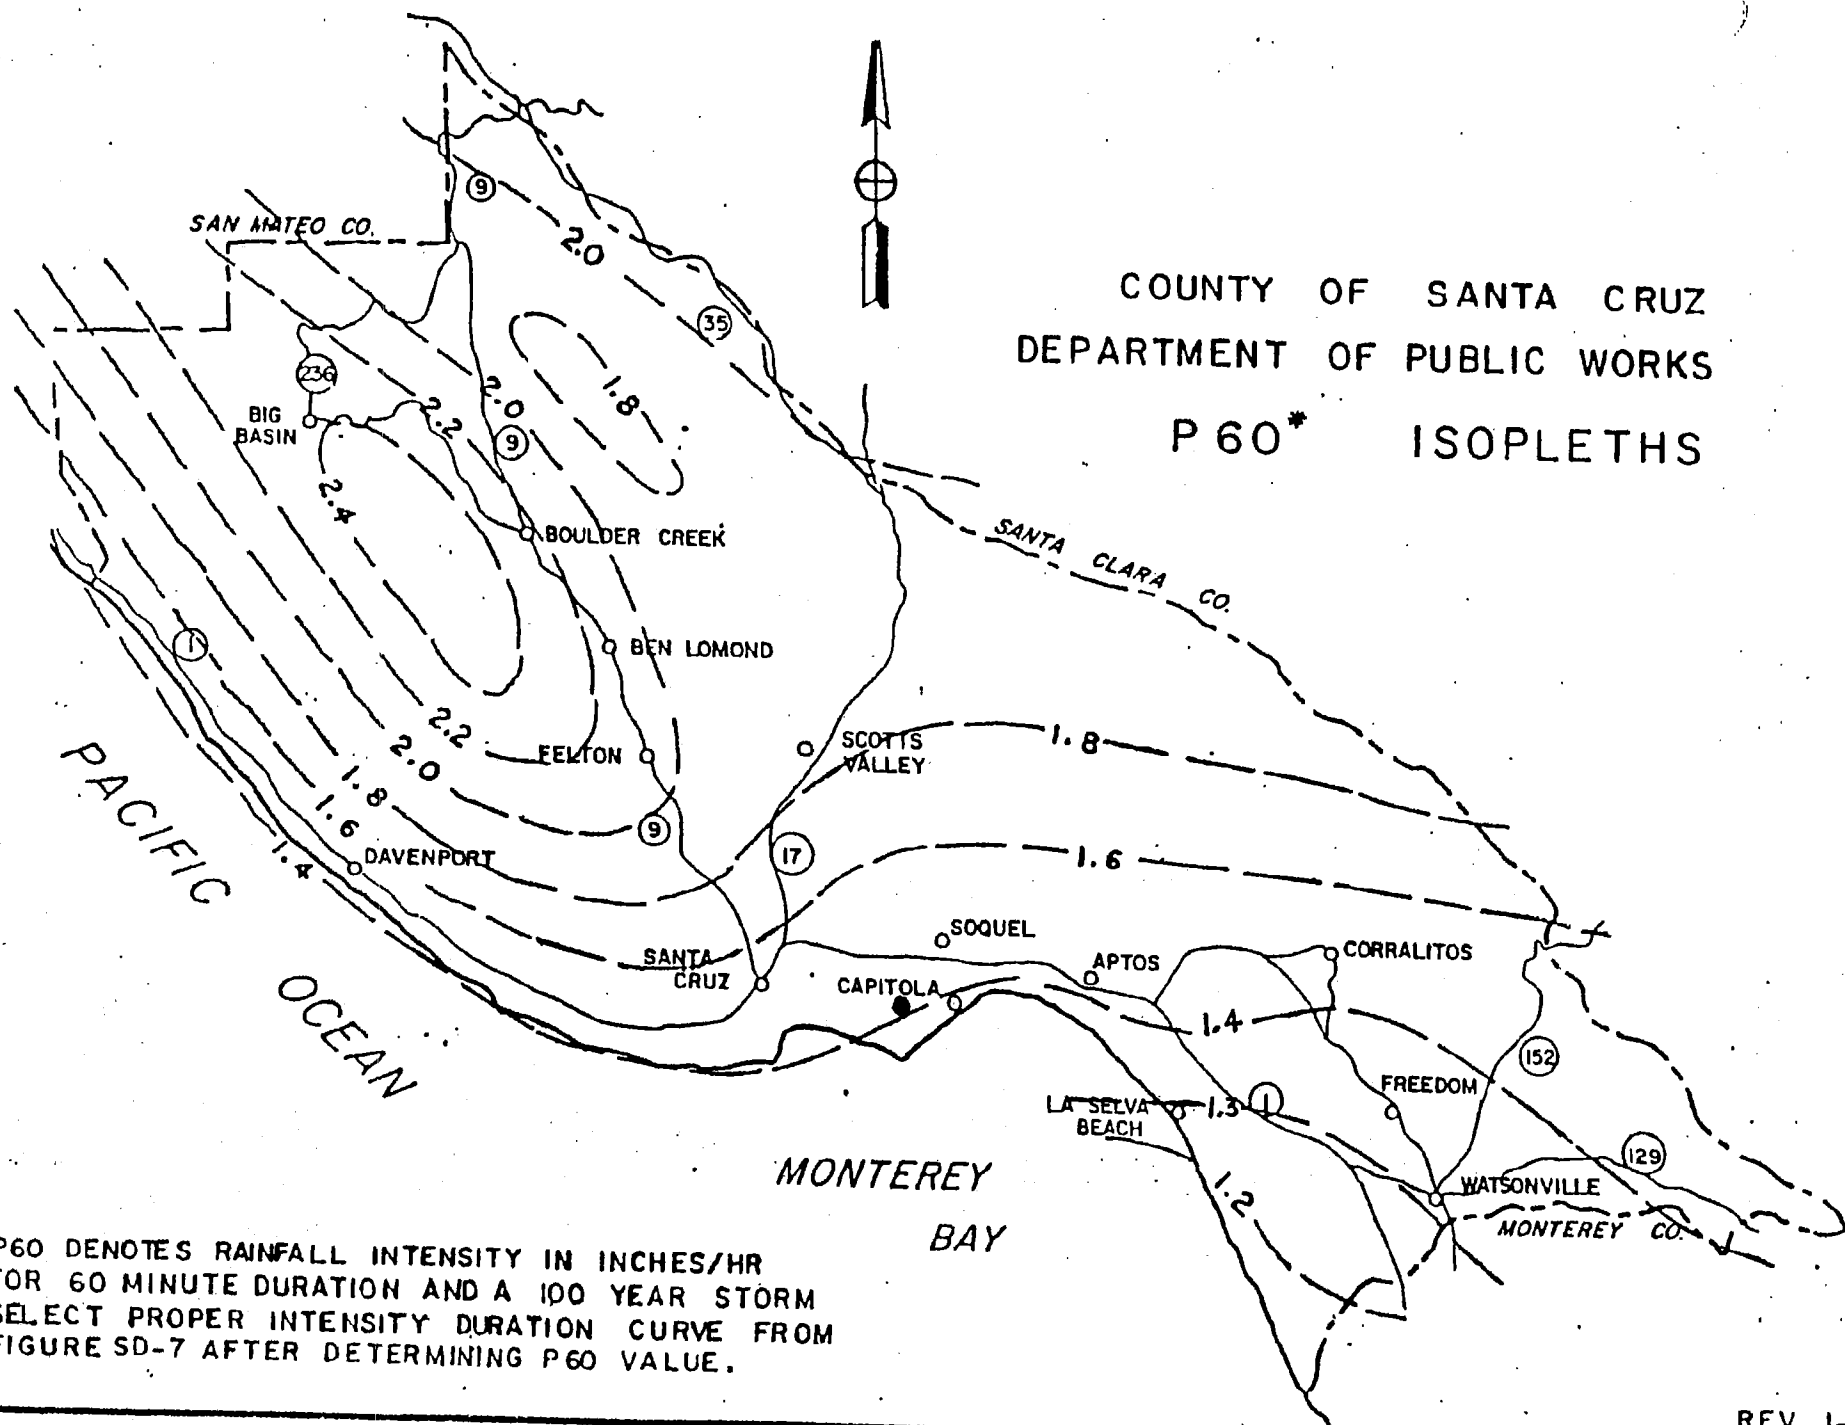 COUNTY OF SANTA CRUZ
DEPARTMENT OF PUBLIC WORKS
P60* ISOPLETHS
SAN MATEO CO.
9
2.0
35
236
BIG
BASIN
2.2
2.0
9
1.8
2.4
BOULDER CREEK
SANTA CLARA CO.
1
BEN LOMOND
2.2
2.0
1.8
1.6
1.4
FELTON
SCOTTS
VALLEY
1.8
9
17
DAVENPORT
1.6
PACIFIC
OCEAN
SANTA
CRUZ
SOQUEL
CAPITOLA
APTOS
CORRALITOS
1.4
152
FREEDOM
LA SELVA
BEACH
1.3
1
129
WATSONVILLE
MONTEREY CO.
1.2
MONTEREY
BAY
P60 DENOTES RAINFALL INTENSITY IN INCHES/HR
FOR 60 MINUTE DURATION AND A 100 YEAR STORM
SELECT PROPER INTENSITY DURATION CURVE FROM
FIGURE SD-7 AFTER DETERMINING P60 VALUE.
REV.